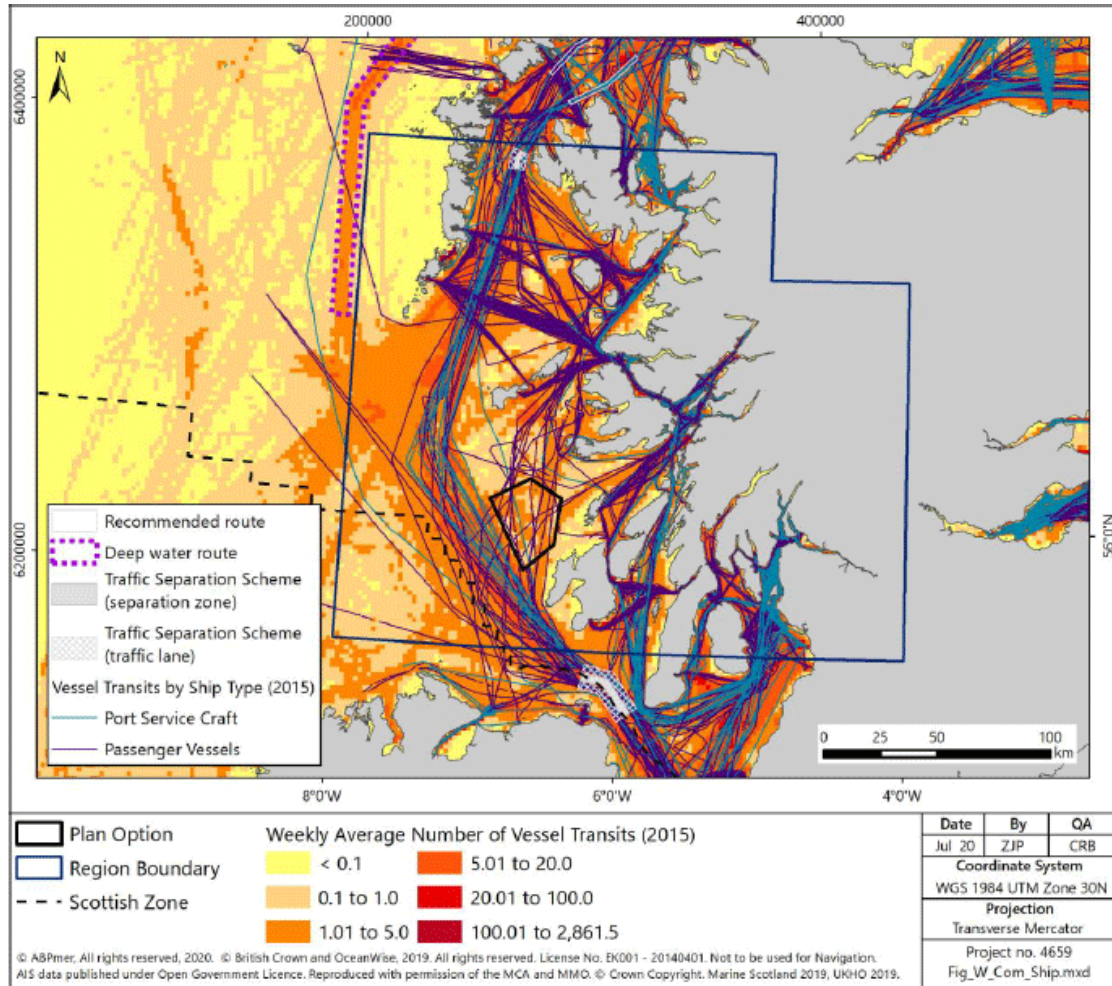 200000
400000
N
6400000
6200000
56°0'N
Recommended route
Deep water route
Traffic Separation Scheme
(separation zone)
Traffic Separation Scheme
(traffic lane)
Vessel Transits by Ship Type (2015)
Port Service Craft
Passenger Vessels
0 25 50 100
km
8°0'W
6°0'W
4°0'W
Plan Option
Region Boundary
Scottish Zone
Weekly Average Number of Vessel Transits (2015)
< 0.1
0.1 to 1.0
1.01 to 5.0
5.01 to 20.0
20.01 to 100.0
100.01 to 2,861.5
Date By QA
Jul 20 ZJP CRB
Coordinate System
WGS 1984 UTM Zone 30N
Projection
Transverse Mercator
Project no. 4659
Fig_W_Com_Ship.mxd
© ABPmer, All rights reserved, 2020. © British Crown and OceanWise, 2019. All rights reserved. License No. EK001 - 20140401. Not to be used for Navigation.
AIS data published under Open Government Licence. Reproduced with permission of the MCA and MMO. © Crown Copyright. Marine Scotland 2019, UKHO 2019.